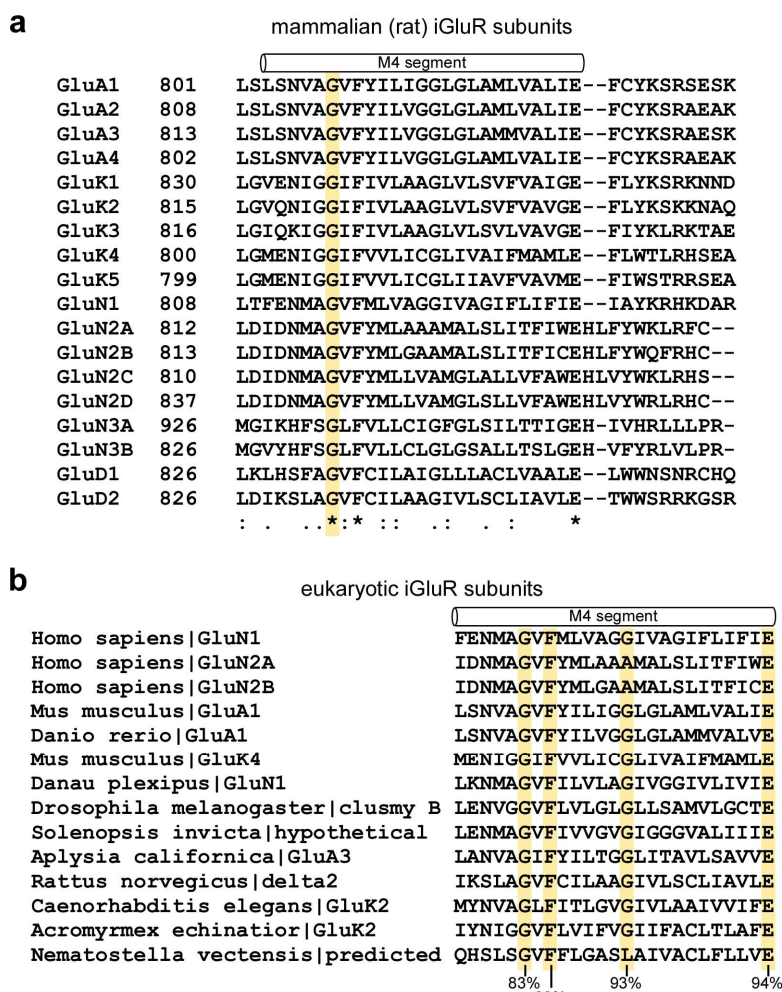 a
mammalian (rat) iGluR subunits
M4 segment
GluA1 801 LSLSNVAGVFYILIGGLGLAMLVALIE--FCYKSRSESK
GluA2 808 LSLSNVAGVFYILVGGLGLAMLVALIE--FCYKSRAEAK
GluA3 813 LSLSNVAGVFYILVGGLGLAMMVALIE--FCYKSRAEAK
GluA4 802 LSLSNVAGVFYILVGGLGLAMLVALIE--FCYKSRAEAK
GluK1 830 LGVENIGGIFIVLAAGLVLSVFVAIGE--FLYKSRKNND
GluK2 815 LGVQNIGGIFIVLAAGLVLSVFVAVGE--FLYKSKKNAQ
GluK3 816 LGIQKIGGIFIVLAAGLVLSVLVAVGE--FIYKLRKTAE
GluK4 800 LGMENIGGIFVVLICGLIVAIFMAMLE--FLWTLRHSEA
GluK5 799 LGMENIGGIFVVLICGLIIAVFVAVME--FIWSTRRSEA
GluN1 808 LTFENMAGVFMLVAGGIVAGIFLIFIE--IAYKRHKDAR
GluN2A 812 LDIDNMAGVFYMLAAAMALSLITFIWEHLFYWKLRFC--
GluN2B 813 LDIDNMAGVFYMLGAAMALSLITFICEHLFYWQFRHC--
GluN2C 810 LDIDNMAGVFYMLLVAMGLALLVFAWEHLVYWKLRHS--
GluN2D 837 LDIDNMAGVFYMLLVAMGLSLLVFAWEHLVYWRLRHC--
GluN3A 926 MGIKHFSGLFVLLCIGFGLSILTTIGEH-IVHRLLLPR-
GluN3B 826 MGVYHFSGLFVLLCLGLGSALLTSLGEH-VFYRLVLPR-
GluD1 826 LKLHSFAGVFCILAIGLLLACLVAALE--LWWNSNRCHQ
GluD2 826 LDIKSLAGVFCILAAGIVLSCLIAVLE--TWWSRRKGSR
: . ..*:* :: .: . : *
b
eukaryotic iGluR subunits
M4 segment
Homo sapiens|GluN1 FENMAGVFMLVAGGIVAGIFLIFIE
Homo sapiens|GluN2A IDNMAGVFYMLAAAMALSLITFIWE
Homo sapiens|GluN2B IDNMAGVFYMLGAAMALSLITFICE
Mus musculus|GluA1 LSNVAGVFYILIGGLGLAMLVALIE
Danio rerio|GluA1 LSNVAGVFYILVGGLGLAMMVALVE
Mus musculus|GluK4 MENIGGIFVVLICGLIVAIFMAMLE
Danau plexipus|GluN1 LKNMAGVFILVLAGIVGGIVLIVIE
Drosophila melanogaster|clusmy B LENVGGVFLVLGLGLLSAMVLGCTE
Solenopsis invicta|hypothetical LENMAGVFIVVGVGIGGGVALIIIE
Aplysia californica|GluA3 LANVAGIFYILTGGLITAVLSAVVE
Rattus norvegicus|delta2 IKSLAGVFCILAAGIVLSCLIAVLE
Caenorhabditis elegans|GluK2 MYNVAGLFITLGVGIVLAAIVVIFE
Acromyrmex echinatior|GluK2 IYNIGGVFLVIFVGIIFACLTLAFE
Nematostella vectensis|predicted QHSLSGVFFLGASLAIVACLFLLVE
83% 93% 94%